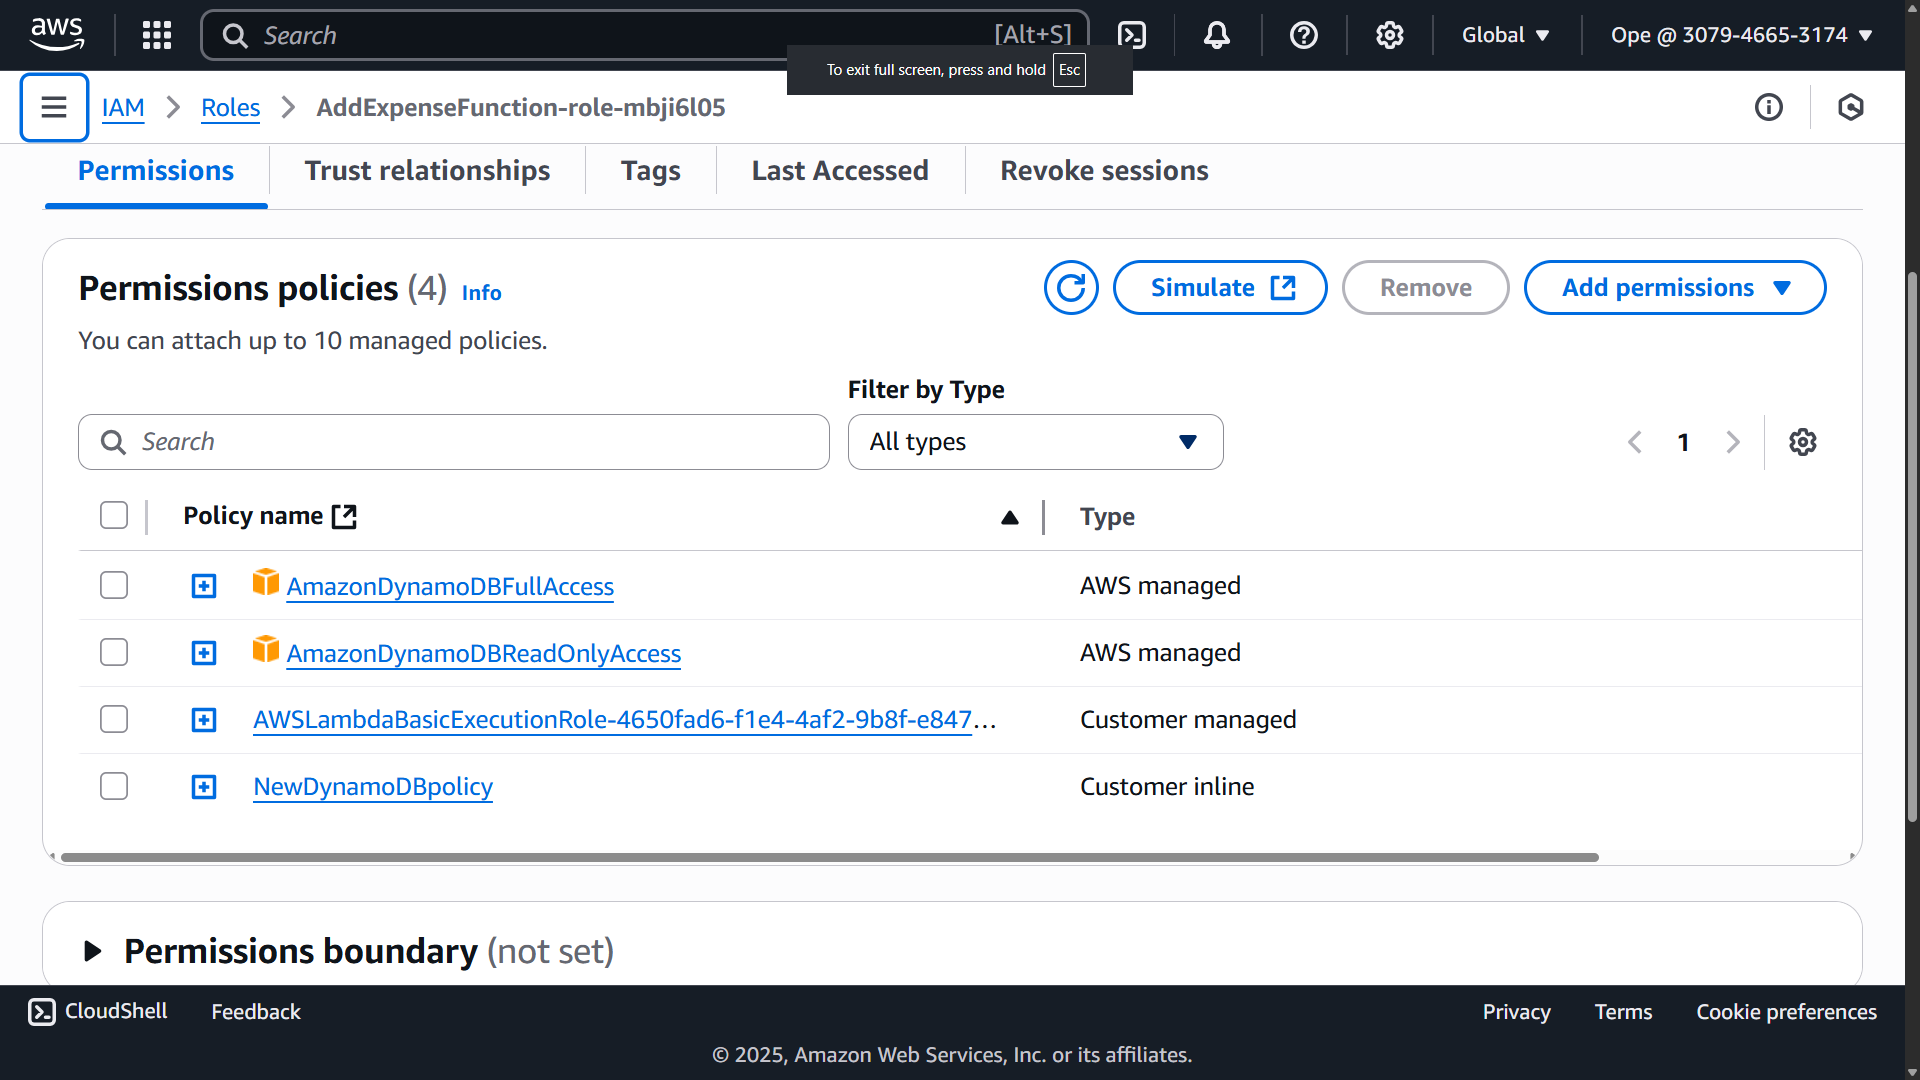 aws
Search
[Alt+S]
Global
Ope @ 3079-4665-3174
To exit full screen, press and hold Esc
IAM
Roles
AddExpenseFunction-role-mbji6l05
Permissions
Trust relationships
Tags
Last Accessed
Revoke sessions
Permissions policies (4) Info
Simulate
Remove
Add permissions
You can attach up to 10 managed policies.
Filter by Type
Search
All types
1
Policy name
Type
AmazonDynamoDBFullAccess
AWS managed
AmazonDynamoDBReadOnlyAccess
AWS managed
AWSLambdaBasicExecutionRole-4650fad6-f1e4-4af2-9b8f-e847...
Customer managed
NewDynamoDBpolicy
Customer inline
Permissions boundary (not set)
CloudShell
Feedback
Privacy
Terms
Cookie preferences
© 2025, Amazon Web Services, Inc. or its affiliates.